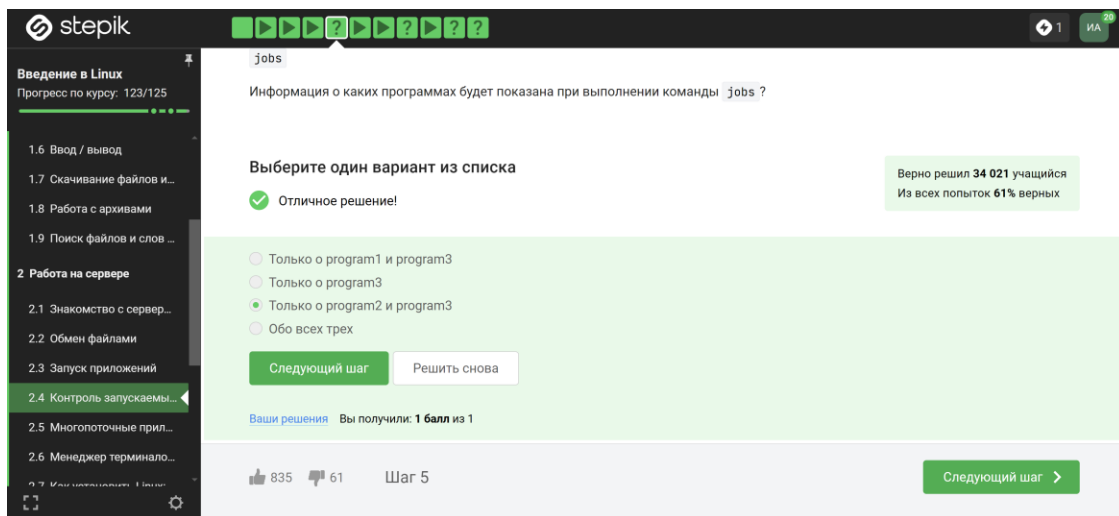 stepik
1
ИА
20
Введение в Linux
Прогресс по курсу: 123/125
1.6 Ввод / вывод
1.7 Скачивание файлов и...
1.8 Работа с архивами
1.9 Поиск файлов и слов ...
2 Работа на сервере
2.1 Знакомство с сервер...
2.2 Обмен файлами
2.3 Запуск приложений
2.4 Контроль запускаемы...
2.5 Многопоточные прил...
2.6 Менеджер терминало...
2.7 Как установить Linux:
jobs
Информация о каких программах будет показана при выполнении команды jobs ?
Выберите один вариант из списка
Отличное решение!
Верно решил 34 021 учащийся
Из всех попыток 61% верных
Только о program1 и program3
Только о program3
Только о program2 и program3
Обо всех трех
Следующий шаг
Решить снова
Ваши решения Вы получили: 1 балл из 1
835 61 Шаг 5
Следующий шаг